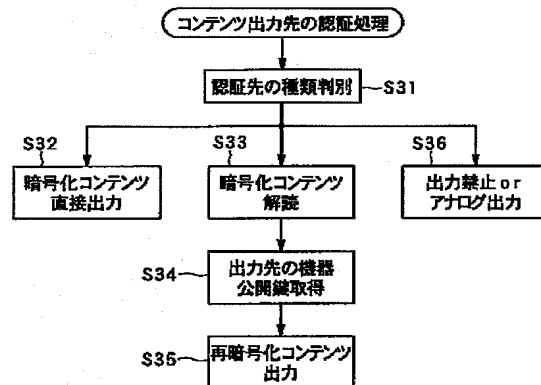 コンテンツ出力先の認証処理
認証先の種類判別
S31
S32
S33
S36
暗号化コンテンツ
直接出力
暗号化コンテンツ
解読
出力禁止or
アナログ出力
S34
出力先の機器
公開鍵取得
S35
再暗号化コンテンツ
出力